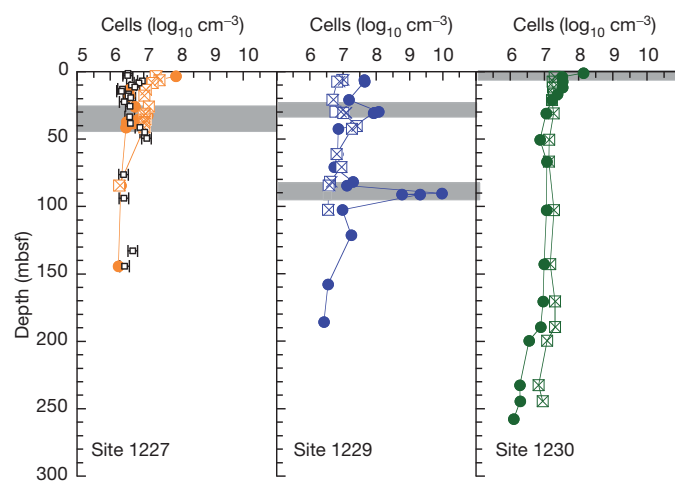 Cells (log₁₀ cm⁻³) Cells (log₁₀ cm⁻³) Cells (log₁₀ cm⁻³)
5 6 7 8 9 10 6 7 8 9 10 6 7 8 9 10
0
50
100
150
200
250
300
Depth (mbsf)
Site 1227 Site 1229 Site 1230